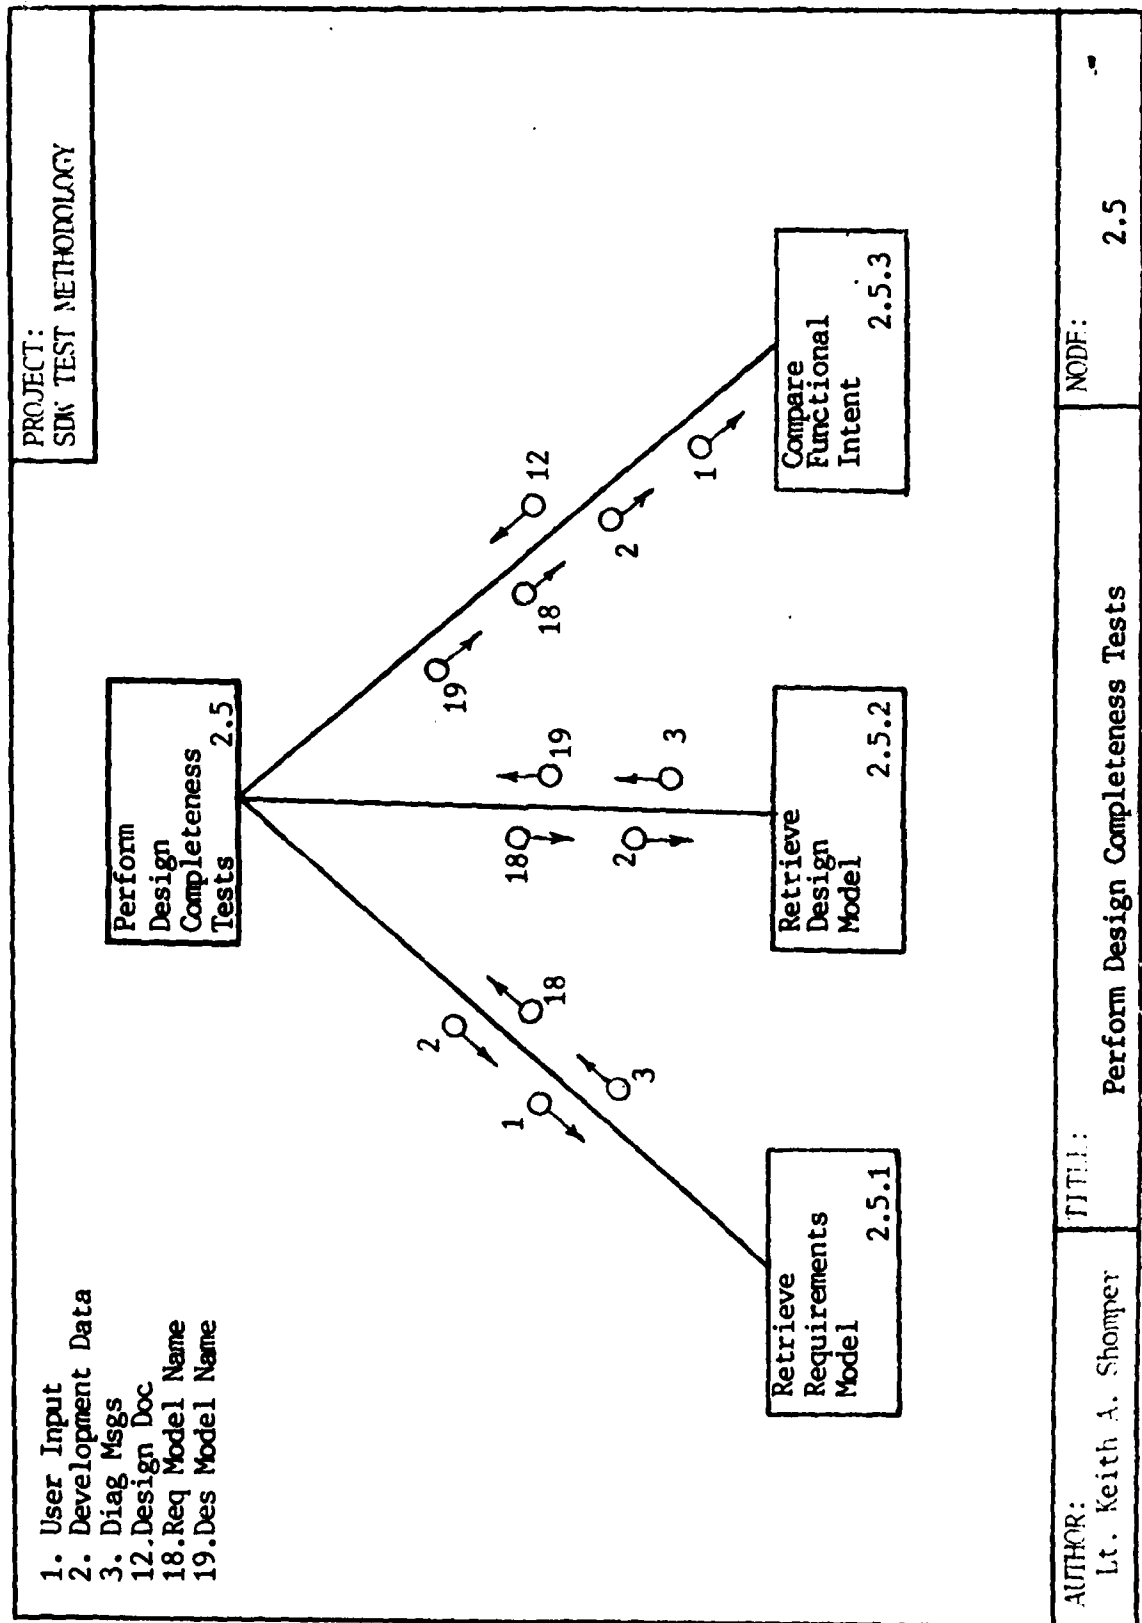 PROJECT:
SDW TEST METHODOLOGY
1. User Input
2. Development Data
3. Diag Msgs
12.Design Doc
18.Req Model Name
19.Des Model Name
Perform
Design
Completeness
Tests 2.5
2
1
18
3
18
19
2
3
19
18
12
2
1
Retrieve
Requirements
Model
2.5.1
Retrieve
Design
Model
2.5.2
Compare
Functional
Intent
2.5.3
AUTHOR:
Lt. Keith A. Shomper
TITLE:
Perform Design Completeness Tests
NODE:
2.5